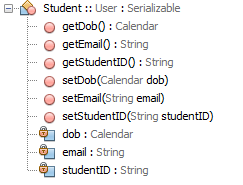 Student :: User : Serializable
getDob() : Calendar
getEmail() : String
getStudentID() : String
setDob(Calendar dob)
setEmail(String email)
setStudentID(String studentID)
dob : Calendar
email : String
studentID : String